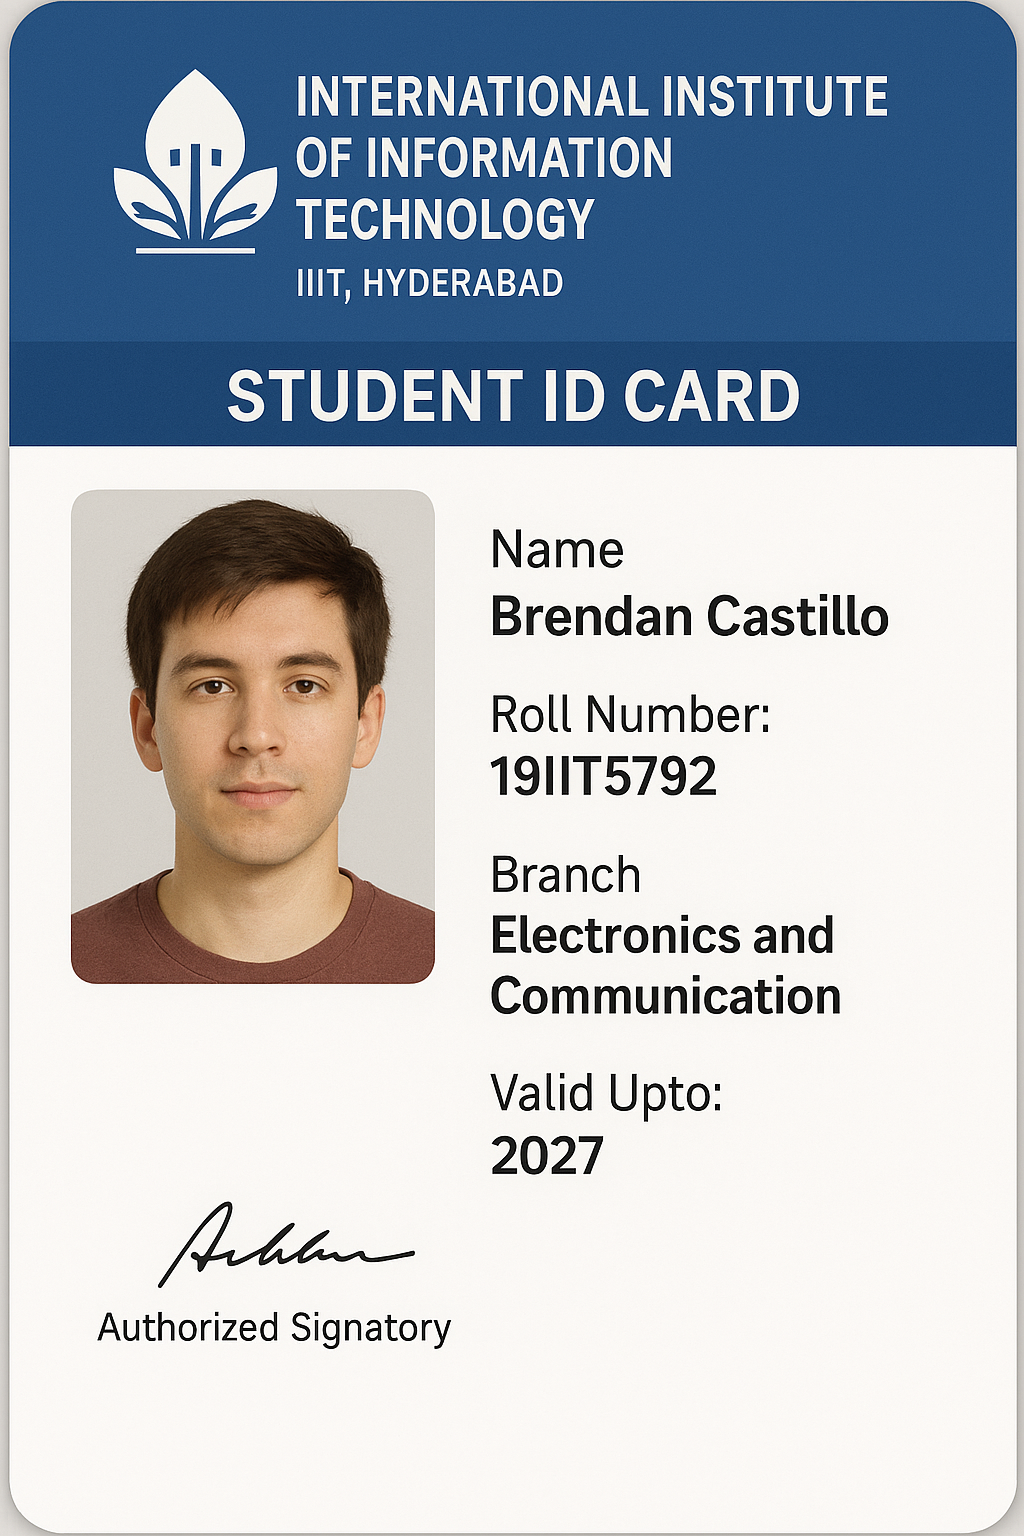 INTERNATIONAL INSTITUTE
OF INFORMATION
TECHNOLOGY
IIIT, HYDERABAD
STUDENT ID CARD
Name
Brendan Castillo
Roll Number:
19IIT5792
Branch
Electronics and
Communication
Valid Upto:
2027
Authorized Signatory